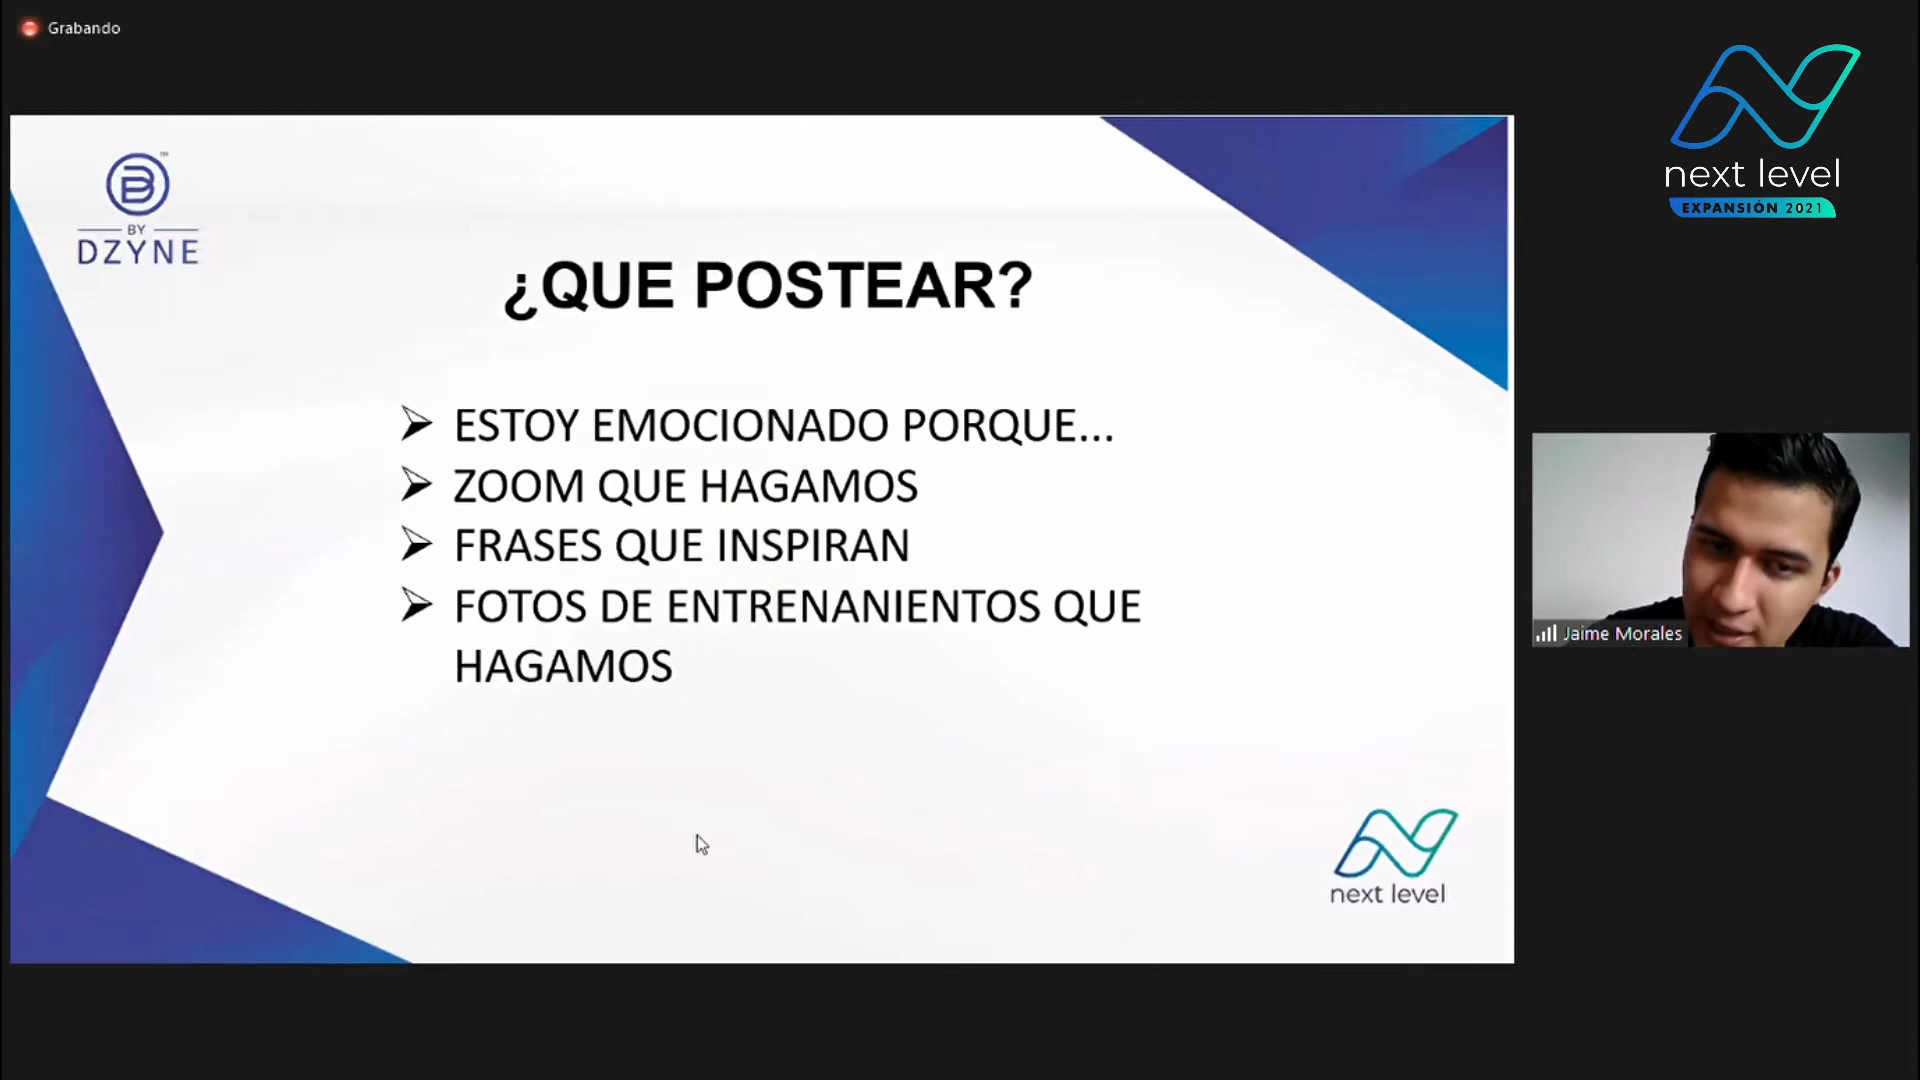 Grabando
next level
EXPANSIÓN 2021
B
™
BY
DZYNE
¿QUE POSTEAR?
ESTOY EMOCIONADO PORQUE...
ZOOM QUE HAGAMOS
FRASES QUE INSPIRAN
FOTOS DE ENTRENANIENTOS QUE
HAGAMOS
Jaime Morales
next level